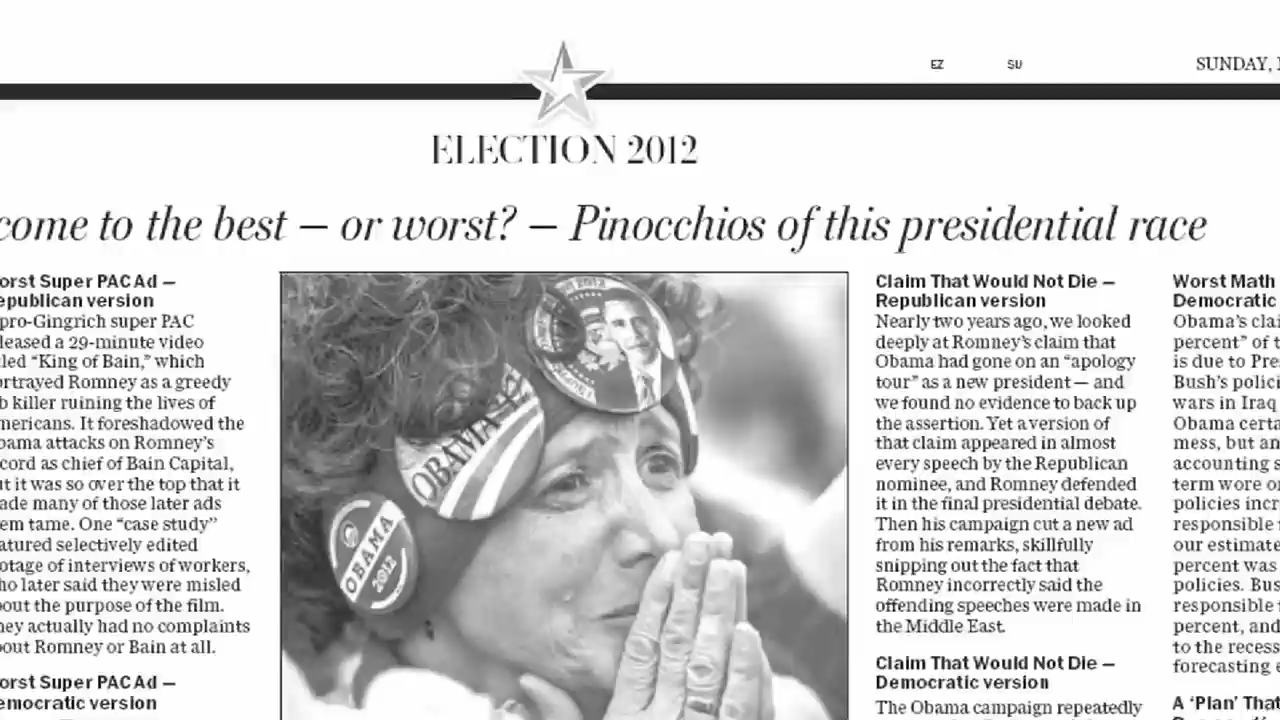 EZ SU SUNDAY,
ELECTION 2012
come to the best — or worst? — Pinocchios of this presidential race
orst Super PAC Ad —
epublican version
pro-Gingrich super PAC
leased a 29-minute video
led “King of Bain,” which
ortrayed Romney as a greedy
b killer ruining the lives of
mericans. It foreshadowed the
bama attacks on Romney’s
cord as chief of Bain Capital,
ut it was so over the top that it
ade many of those later ads
em tame. One “case study”
atured selectively edited
otage of interviews of workers,
ho later said they were misled
bout the purpose of the film.
hey actually had no complaints
bout Romney or Bain at all.
orst Super PAC Ad —
emocratic version
OBAMA
OBAMA
2012
Claim That Would Not Die —
Republican version
Nearly two years ago, we looked
deeply at Romney’s claim that
Obama had gone on an “apology
tour” as a new president — and
we found no evidence to back up
the assertion. Yet a version of
that claim appeared in almost
every speech by the Republican
nominee, and Romney defended
it in the final presidential debate.
Then his campaign cut a new ad
from his remarks, skillfully
snipping out the fact that
Romney incorrectly said the
offending speeches were made in
the Middle East.
Claim That Would Not Die —
Democratic version
The Obama campaign repeatedly
Worst Math
Democratic
Obama’s clai
percent” of t
is due to Pres
Bush’s polici
wars in Iraq
Obama certa
mess, but an
accounting s
term wore on
policies incr
responsible
our estimate
percent was
policies. Bus
responsible
percent, and
to the recess
forecasting e
A ‘Plan’ That